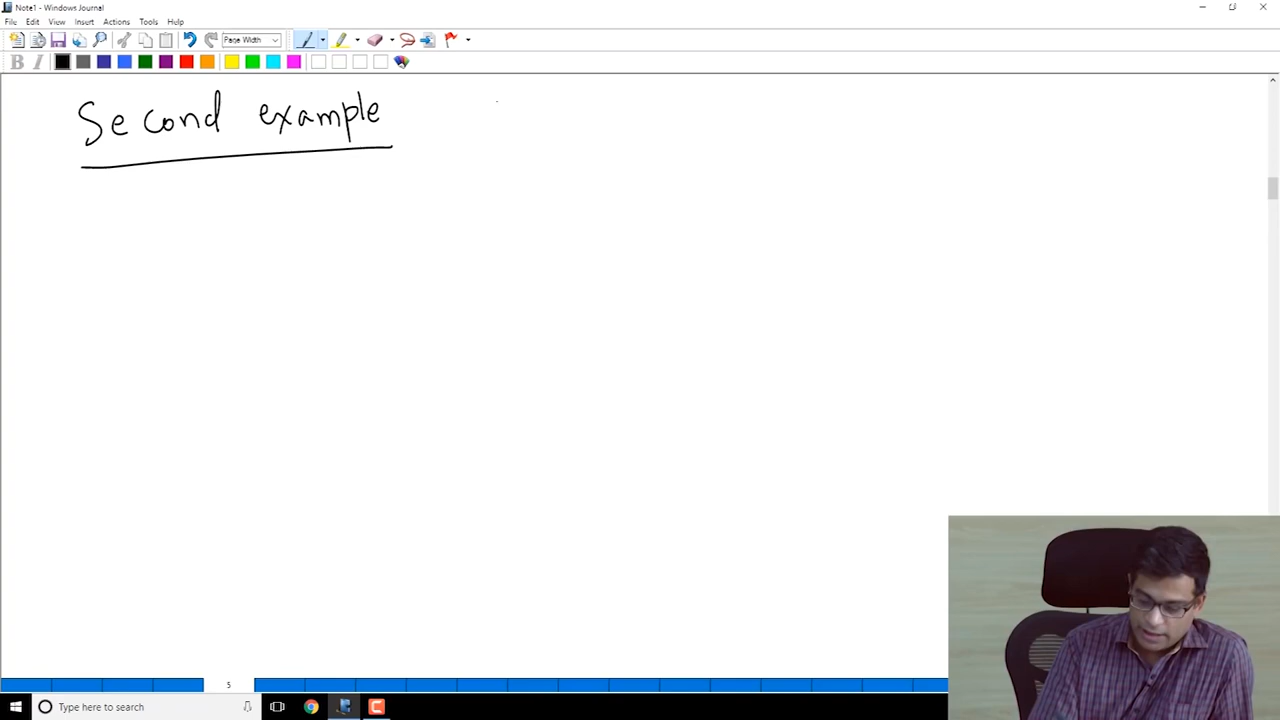 Note1 - Windows Journal
File Edit View Insert Actions Tools Help
Page Width
B I
Second example
5
Type here to search